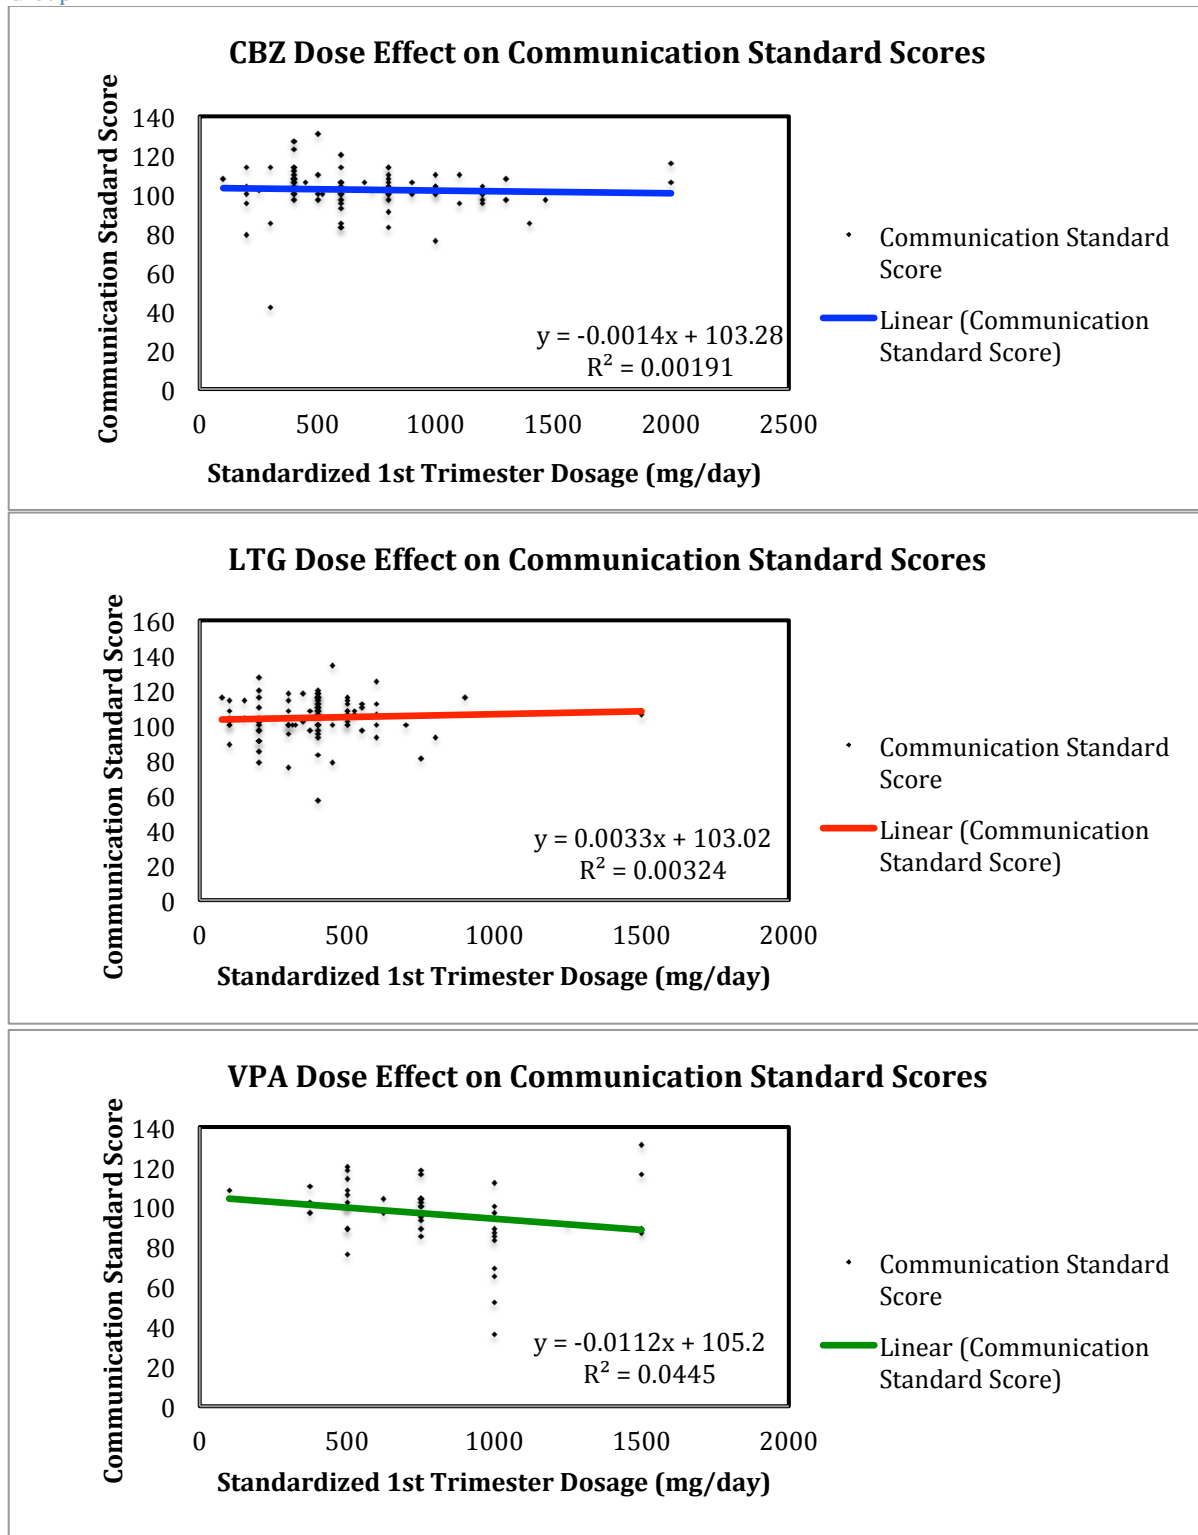 CBZ Dose Effect on Communication Standard Scores
Communication Stadard Score
140
120
100
80
60
40
20
0
0 500 1000 1500 2000 2500
Standardized 1st Trimester Dosage (mg/day)
y = -0.0014x + 103.28
R² = 0.00191
Communication Standard
Score
Linear (Communication
Standard Score)
LTG Dose Effect on Communication Standard Scores
Communication Standard Score
160
140
120
100
80
60
40
20
0
0 500 1000 1500 2000
Standardized 1st Trimester Dosage (mg/day)
y = 0.0033x + 103.02
R² = 0.00324
Communication Standard
Score
Linear (Communication
Standard Score)
VPA Dose Effect on Communication Standard Scores
Communication Standard Score
140
120
100
80
60
40
20
0
0 500 1000 1500 2000
Standardized 1st Trimester Dosage (mg/day)
y = -0.0112x + 105.2
R² = 0.0445
Communication Standard
Score
Linear (Communication
Standard Score)